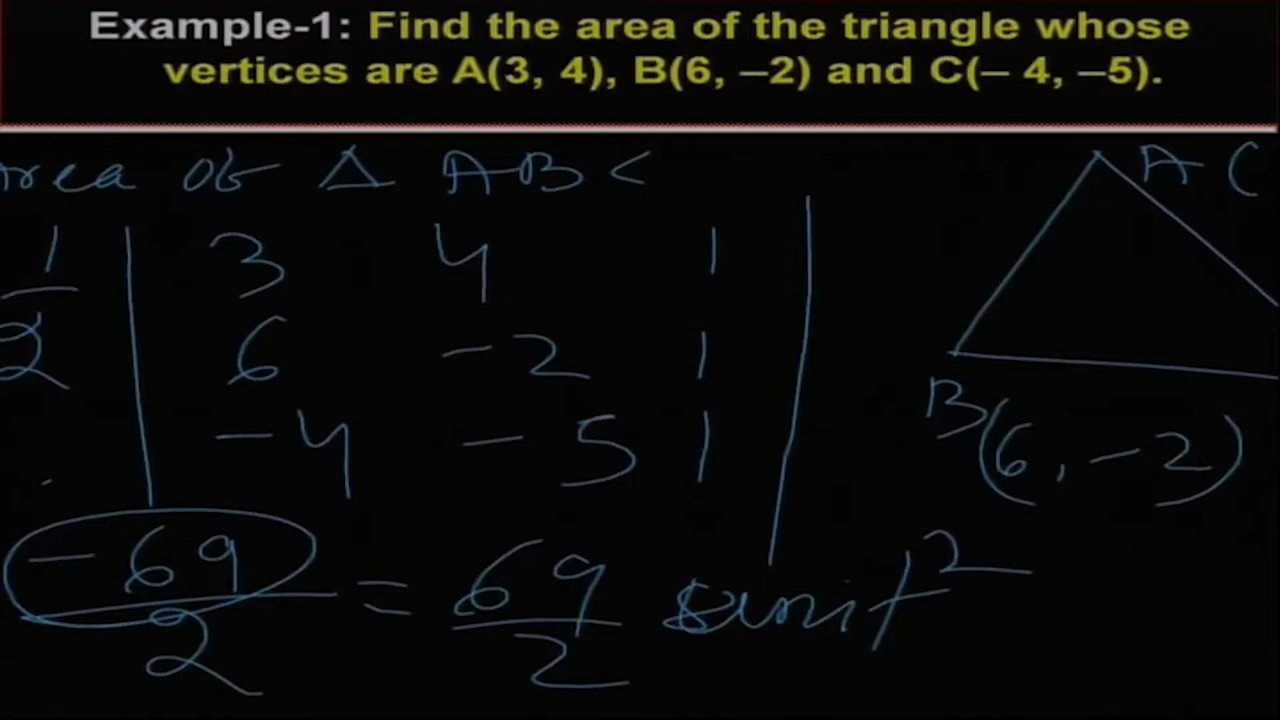 Example-1: Find the area of the triangle whose
vertices are A(3, 4), B(6, –2) and C(– 4, –5).
Area of Δ ABC
A (
1/2 | 3 4 1 |
6 -2 1
-4 -5 1
B(6, -2)
-69/2 = 69/2 unit²